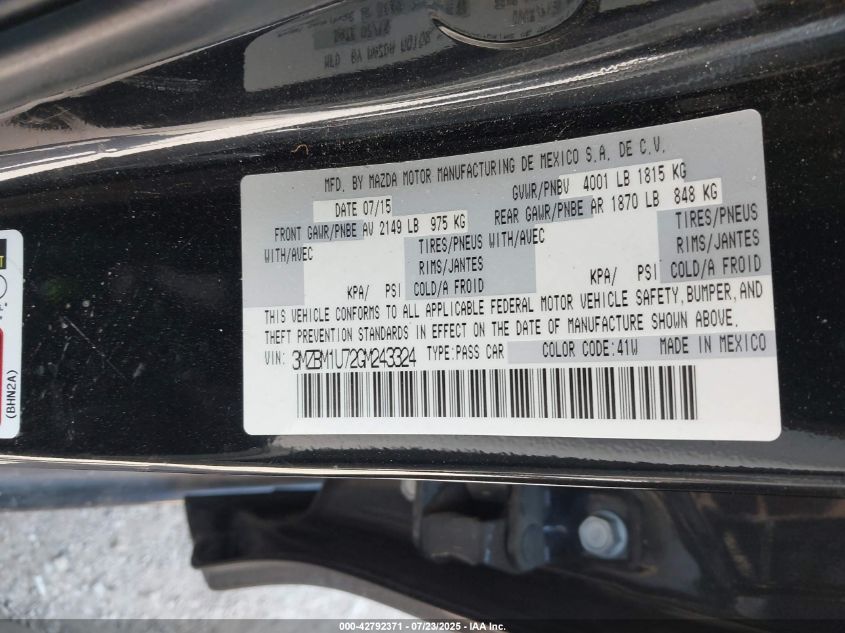 MFD. BY MAZDA MOTOR MANUFACTURING DE MEXICO S.A. DE C.V.
DATE 07/15 GVWR/PNBV 4001 LB 1815 KG
FRONT GAWR/PNBE AV 2149 LB 975 KG REAR GAWR/PNBE AR 1870 LB 848 KG
WITH/AVEC TIRES/PNEUS WITH/AVEC TIRES/PNEUS
RIMS/JANTES RIMS/JANTES
KPA/ PSI COLD/A FROID KPA/ PSI COLD/A FROID
THIS VEHICLE CONFORMS TO ALL APPLICABLE FEDERAL MOTOR VEHICLE SAFETY, BUMPER, AND
THEFT PREVENTION STANDARDS IN EFFECT ON THE DATE OF MANUFACTURE SHOWN ABOVE.
VIN: 3MZBM1U72GM243324 TYPE:PASS CAR COLOR CODE:41W MADE IN MEXICO
(BHN2A)
000-42792371 - 07/23/2025 - IAAI.COM